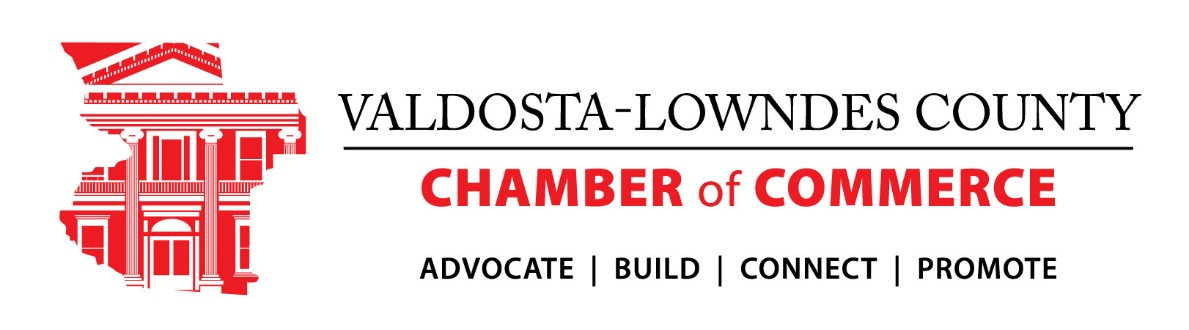 VALDOSTA-LOWNDES COUNTY
CHAMBER of COMMERCE
ADVOCATE | BUILD | CONNECT | PROMOTE